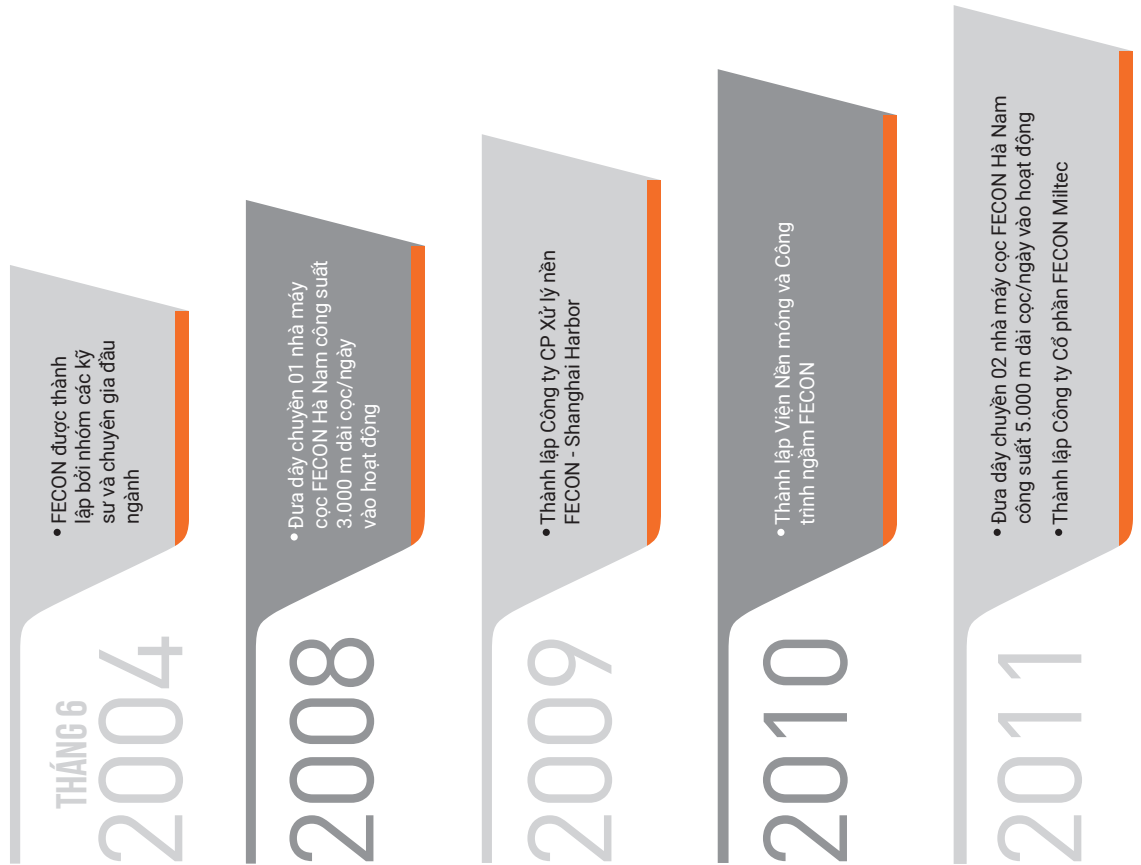 THÁNG 6
2004
• FECON được thành
lập bởi nhóm các kỹ
sư và chuyên gia đầu
ngành
2008
• Đưa dây chuyền 01 nhà máy
cọc FECON Hà Nam công suất
3.000 m dài cọc/ngày
vào hoạt động
2009
• Thành lập Công ty CP Xử lý nền
FECON - Shanghai Harbor
2010
• Thành lập Viện Nền móng và Công
trình ngầm FECON
2011
• Đưa dây chuyền 02 nhà máy cọc FECON Hà Nam
công suất 5.000 m dài cọc/ngày vào hoạt động
• Thành lập Công ty Cổ phần FECON Miltec